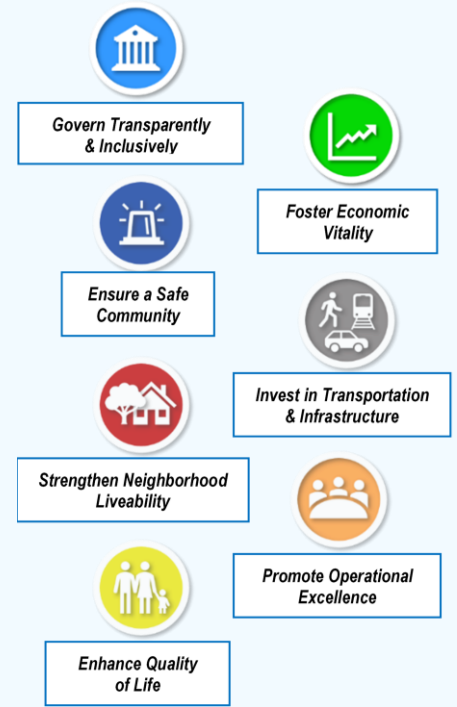 Govern Transparently
& Inclusively
Foster Economic
Vitality
Ensure a Safe
Community
Invest in Transportation
& Infrastructure
Strengthen Neighborhood
Liveability
Promote Operational
Excellence
Enhance Quality
of Life